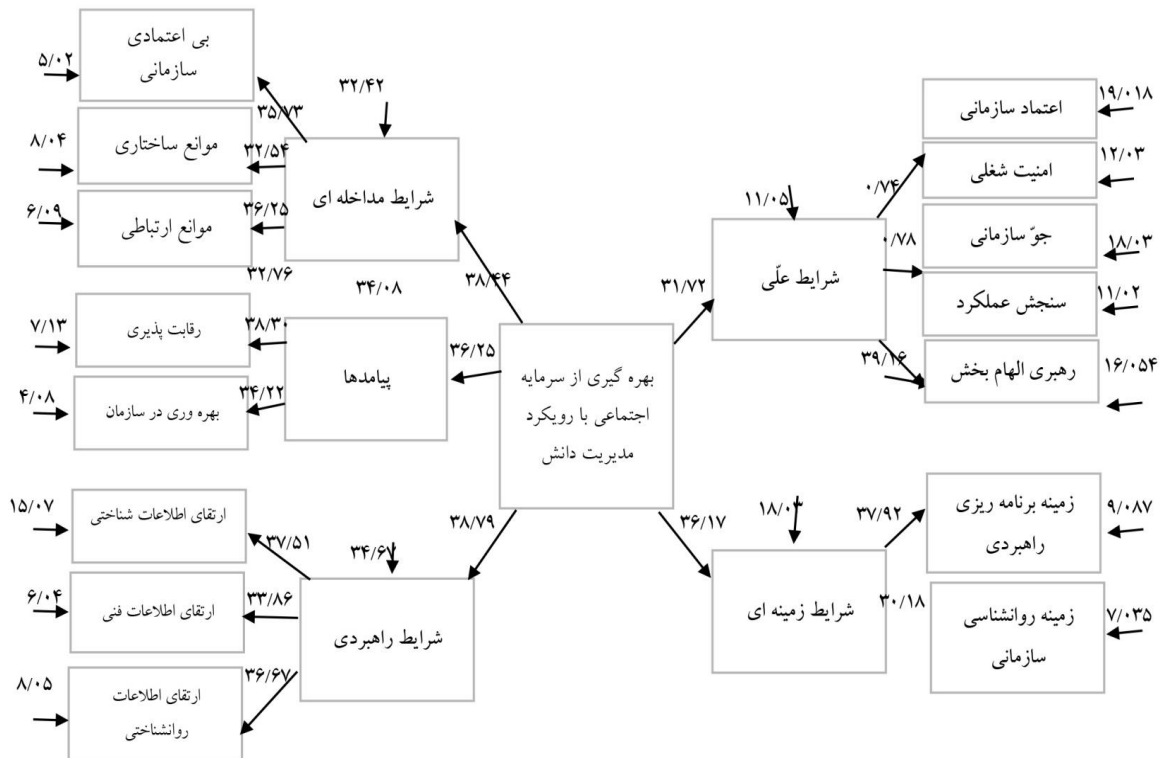 بی اعتمادی
سازمانی
۵/۰۲
۳۵/۷۳
۳۲/۴۲
موانع ساختاری
۸/۰۴
۳۲/۵۴
شرایط مداخله ای
موانع ارتباطی
۶/۰۹
۳۶/۲۵
۳۲/۷۶
۳۸/۴۴
۳۴/۰۸
رقابت پذیری
۷/۱۳
۳۸/۳۰
پیامدها
۳۶/۲۵
بهره وری در سازمان
۴/۰۸
۳۴/۲۲
بهره گیری از سرمایه
اجتماعی با رویکرد
مدیریت دانش
اعتماد سازمانی
۱۹/۰۱۸
امنیت شغلی
۱۲/۰۳
۰/۷۴
۱۱/۰۵
جوّ سازمانی
۱۸/۰۳
۰/۷۸
شرایط علّی
۳۱/۷۲
سنجش عملکرد
۱۱/۰۲
رهبری الهام بخش
۱۶/۰۵۴
۳۹/۱۶
ارتقای اطلاعات شناختی
۱۵/۰۷
۳۷/۵۱
۳۴/۶۷
۳۸/۷۹
ارتقای اطلاعات فنی
۶/۰۴
۳۳/۸۶
شرایط راهبردی
ارتقای اطلاعات
روانشناختی
۸/۰۵
۳۶/۶۷
زمینه برنامه ریزی
راهبردی
۹/۰۸۷
۳۷/۹۲
۱۸/۰۳
۳۶/۱۷
شرایط زمینه ای
۳۰/۱۸
زمینه روانشناسی
سازمانی
۷/۰۳۵